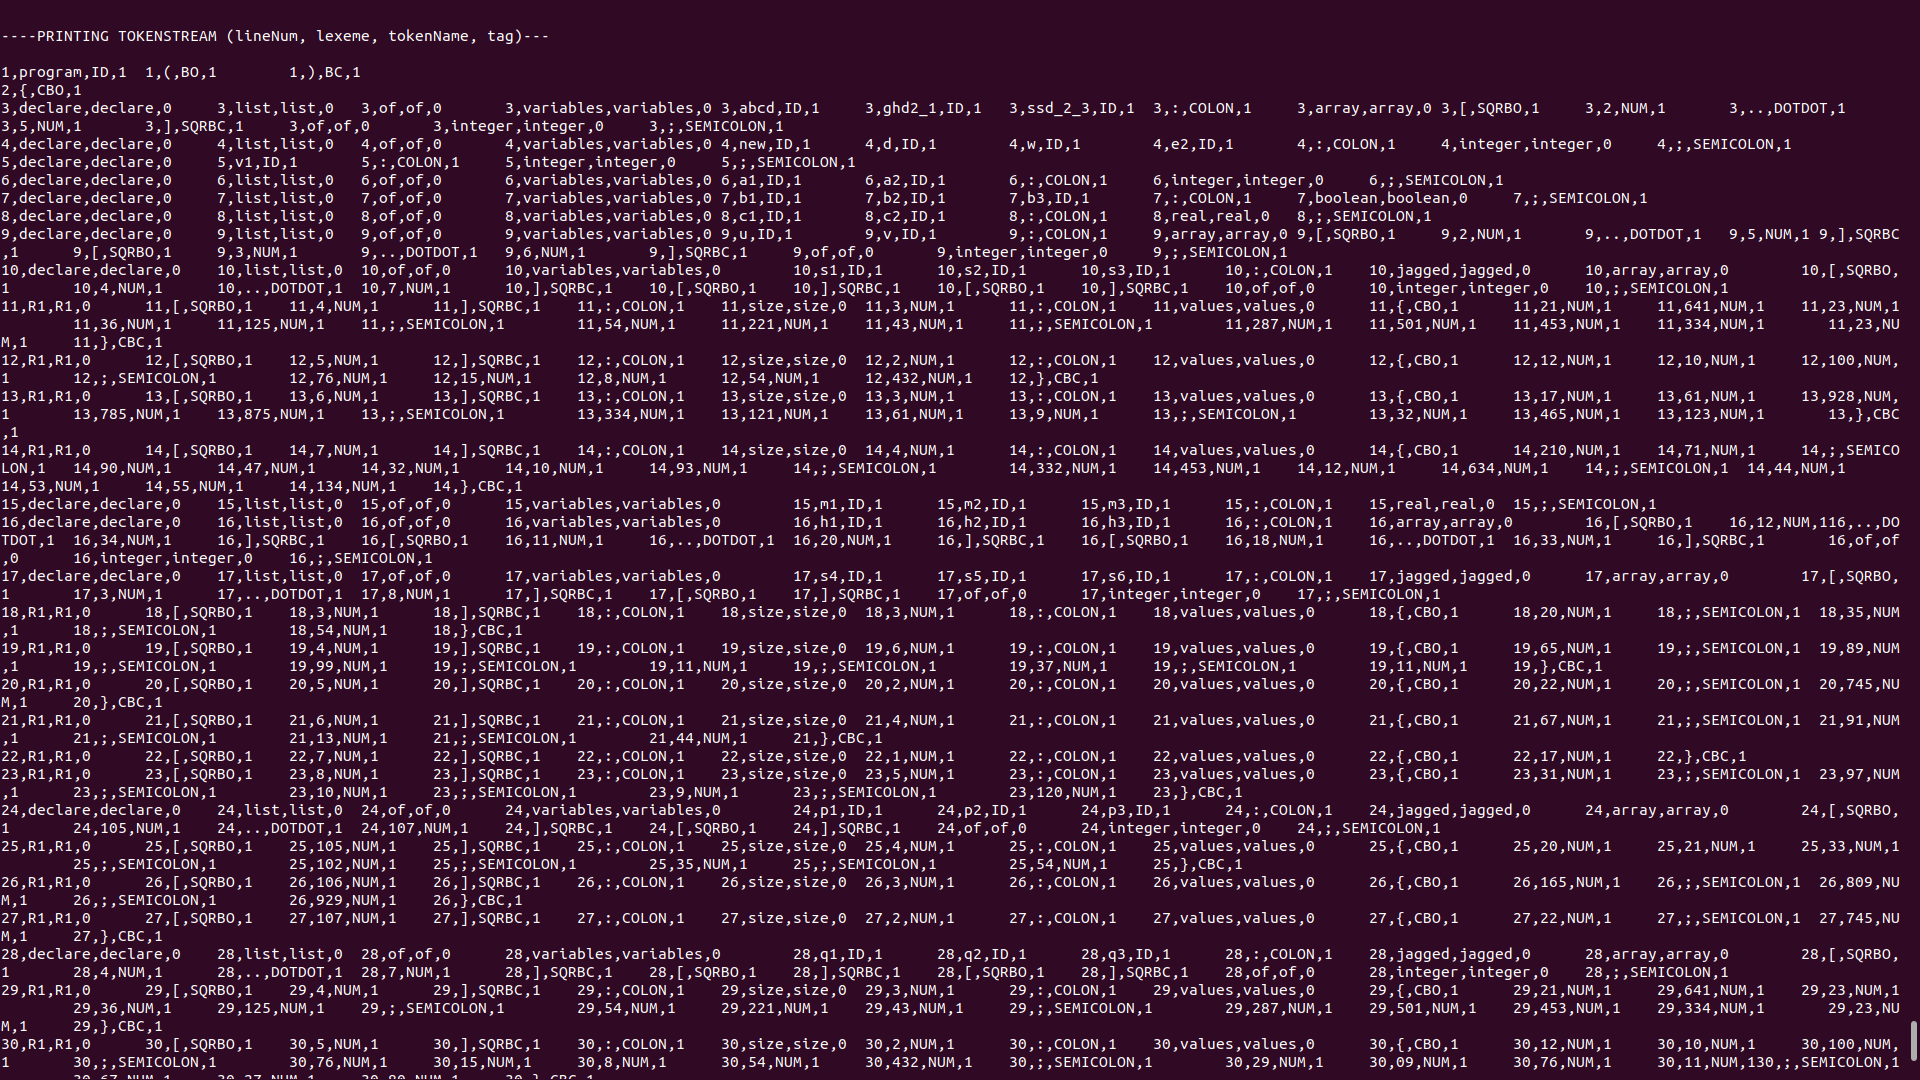 ----PRINTING TOKENSTREAM (lineNum, lexeme, tokenName, tag)---
1,program,ID,1  1,(,BO,1        1,),BC,1
2,{,CBO,1
3,declare,declare,0     3,list,list,0   3,of,of,0       3,variables,variables,0 3,abcd,ID,1     3,ghd2_1,ID,1   3,ssd_2_3,ID,1  3,:,COLON,1     3,array,array,0 3,[,SQRBO,1     3,2,NUM,1       3,..,DOTDOT,1
3,5,NUM,1       3,],SQRBC,1     3,of,of,0       3,integer,integer,0     3,;,SEMICOLON,1
4,declare,declare,0     4,list,list,0   4,of,of,0       4,variables,variables,0 4,new,ID,1      4,d,ID,1        4,w,ID,1        4,e2,ID,1       4,:,COLON,1     4,integer,integer,0     4,;,SEMICOLON,1
5,declare,declare,0     5,v1,ID,1       5,:,COLON,1     5,integer,integer,0     5,;,SEMICOLON,1
6,declare,declare,0     6,list,list,0   6,of,of,0       6,variables,variables,0 6,a1,ID,1       6,a2,ID,1       6,:,COLON,1     6,integer,integer,0     6,;,SEMICOLON,1
7,declare,declare,0     7,list,list,0   7,of,of,0       7,variables,variables,0 7,b1,ID,1       7,b2,ID,1       7,b3,ID,1       7,:,COLON,1     7,boolean,boolean,0     7,;,SEMICOLON,1
8,declare,declare,0     8,list,list,0   8,of,of,0       8,variables,variables,0 8,c1,ID,1       8,c2,ID,1       8,:,COLON,1     8,real,real,0   8,;,SEMICOLON,1
9,declare,declare,0     9,list,list,0   9,of,of,0       9,variables,variables,0 9,u,ID,1        9,v,ID,1        9,:,COLON,1     9,array,array,0 9,[,SQRBO,1     9,2,NUM,1       9,..,DOTDOT,1   9,5,NUM,1 9,],SQRBC
,1      9,[,SQRBO,1     9,3,NUM,1       9,..,DOTDOT,1   9,6,NUM,1       9,],SQRBC,1     9,of,of,0       9,integer,integer,0     9,;,SEMICOLON,1
10,declare,declare,0    10,list,list,0  10,of,of,0      10,variables,variables,0        10,s1,ID,1      10,s2,ID,1      10,s3,ID,1      10,:,COLON,1    10,jagged,jagged,0      10,array,array,0        10,[,SQRBO,
1       10,4,NUM,1      10,..,DOTDOT,1  10,7,NUM,1      10,],SQRBC,1    10,[,SQRBO,1    10,],SQRBC,1    10,[,SQRBO,1    10,],SQRBC,1    10,of,of,0      10,integer,integer,0    10,;,SEMICOLON,1
11,R1,R1,0      11,[,SQRBO,1    11,4,NUM,1      11,],SQRBC,1    11,:,COLON,1    11,size,size,0  11,3,NUM,1      11,:,COLON,1    11,values,values,0      11,{,CBO,1      11,21,NUM,1     11,641,NUM,1    11,23,NUM,1
        11,36,NUM,1     11,125,NUM,1    11,;,SEMICOLON,1        11,54,NUM,1     11,221,NUM,1    11,43,NUM,1     11,;,SEMICOLON,1        11,287,NUM,1    11,501,NUM,1    11,453,NUM,1    11,334,NUM,1       11,23,NU
M,1     11,},CBC,1
12,R1,R1,0      12,[,SQRBO,1    12,5,NUM,1      12,],SQRBC,1    12,:,COLON,1    12,size,size,0  12,2,NUM,1      12,:,COLON,1    12,values,values,0      12,{,CBO,1      12,12,NUM,1     12,10,NUM,1     12,100,NUM,
1       12,;,SEMICOLON,1        12,76,NUM,1     12,15,NUM,1     12,8,NUM,1      12,54,NUM,1     12,432,NUM,1    12,},CBC,1
13,R1,R1,0      13,[,SQRBO,1    13,6,NUM,1      13,],SQRBC,1    13,:,COLON,1    13,size,size,0  13,3,NUM,1      13,:,COLON,1    13,values,values,0      13,{,CBO,1      13,17,NUM,1     13,61,NUM,1     13,928,NUM,
1       13,785,NUM,1    13,875,NUM,1    13,;,SEMICOLON,1        13,334,NUM,1    13,121,NUM,1    13,61,NUM,1     13,9,NUM,1      13,;,SEMICOLON,1        13,32,NUM,1     13,465,NUM,1    13,123,NUM,1       13,},CBC
,1
14,R1,R1,0      14,[,SQRBO,1    14,7,NUM,1      14,],SQRBC,1    14,:,COLON,1    14,size,size,0  14,4,NUM,1      14,:,COLON,1    14,values,values,0      14,{,CBO,1      14,210,NUM,1    14,71,NUM,1     14,;,SEMICO
LON,1   14,90,NUM,1     14,47,NUM,1     14,32,NUM,1     14,10,NUM,1     14,93,NUM,1     14,;,SEMICOLON,1        14,332,NUM,1    14,453,NUM,1    14,12,NUM,1     14,634,NUM,1    14,;,SEMICOLON,1  14,44,NUM,1
14,53,NUM,1     14,55,NUM,1     14,134,NUM,1    14,},CBC,1
15,declare,declare,0    15,list,list,0  15,of,of,0      15,variables,variables,0        15,m1,ID,1      15,m2,ID,1      15,m3,ID,1      15,:,COLON,1    15,real,real,0  15,;,SEMICOLON,1
16,declare,declare,0    16,list,list,0  16,of,of,0      16,variables,variables,0        16,h1,ID,1      16,h2,ID,1      16,h3,ID,1      16,:,COLON,1    16,array,array,0        16,[,SQRBO,1    16,12,NUM,116,..,DO
TDOT,1  16,34,NUM,1     16,],SQRBC,1    16,[,SQRBO,1    16,11,NUM,1     16,..,DOTDOT,1  16,20,NUM,1     16,],SQRBC,1    16,[,SQRBO,1    16,18,NUM,1     16,..,DOTDOT,1  16,33,NUM,1     16,],SQRBC,1       16,of,of
,0      16,integer,integer,0    16,;,SEMICOLON,1
17,declare,declare,0    17,list,list,0  17,of,of,0      17,variables,variables,0        17,s4,ID,1      17,s5,ID,1      17,s6,ID,1      17,:,COLON,1    17,jagged,jagged,0      17,array,array,0        17,[,SQRBO,
1       17,3,NUM,1      17,..,DOTDOT,1  17,8,NUM,1      17,],SQRBC,1    17,[,SQRBO,1    17,],SQRBC,1    17,of,of,0      17,integer,integer,0    17,;,SEMICOLON,1
18,R1,R1,0      18,[,SQRBO,1    18,3,NUM,1      18,],SQRBC,1    18,:,COLON,1    18,size,size,0  18,3,NUM,1      18,:,COLON,1    18,values,values,0      18,{,CBO,1      18,20,NUM,1     18,;,SEMICOLON,1  18,35,NUM
,1      18,;,SEMICOLON,1        18,54,NUM,1     18,},CBC,1
19,R1,R1,0      19,[,SQRBO,1    19,4,NUM,1      19,],SQRBC,1    19,:,COLON,1    19,size,size,0  19,6,NUM,1      19,:,COLON,1    19,values,values,0      19,{,CBO,1      19,65,NUM,1     19,;,SEMICOLON,1  19,89,NUM
,1      19,;,SEMICOLON,1        19,99,NUM,1     19,;,SEMICOLON,1        19,11,NUM,1     19,;,SEMICOLON,1        19,37,NUM,1     19,;,SEMICOLON,1        19,11,NUM,1     19,},CBC,1
20,R1,R1,0      20,[,SQRBO,1    20,5,NUM,1      20,],SQRBC,1    20,:,COLON,1    20,size,size,0  20,2,NUM,1      20,:,COLON,1    20,values,values,0      20,{,CBO,1      20,22,NUM,1     20,;,SEMICOLON,1  20,745,NU
M,1     20,},CBC,1
21,R1,R1,0      21,[,SQRBO,1    21,6,NUM,1      21,],SQRBC,1    21,:,COLON,1    21,size,size,0  21,4,NUM,1      21,:,COLON,1    21,values,values,0      21,{,CBO,1      21,67,NUM,1     21,;,SEMICOLON,1  21,91,NUM
,1      21,;,SEMICOLON,1        21,13,NUM,1     21,;,SEMICOLON,1        21,44,NUM,1     21,},CBC,1
22,R1,R1,0      22,[,SQRBO,1    22,7,NUM,1      22,],SQRBC,1    22,:,COLON,1    22,size,size,0  22,1,NUM,1      22,:,COLON,1    22,values,values,0      22,{,CBO,1      22,17,NUM,1     22,},CBC,1
23,R1,R1,0      23,[,SQRBO,1    23,8,NUM,1      23,],SQRBC,1    23,:,COLON,1    23,size,size,0  23,5,NUM,1      23,:,COLON,1    23,values,values,0      23,{,CBO,1      23,31,NUM,1     23,;,SEMICOLON,1  23,97,NUM
,1      23,;,SEMICOLON,1        23,10,NUM,1     23,;,SEMICOLON,1        23,9,NUM,1      23,;,SEMICOLON,1        23,120,NUM,1    23,},CBC,1
24,declare,declare,0    24,list,list,0  24,of,of,0      24,variables,variables,0        24,p1,ID,1      24,p2,ID,1      24,p3,ID,1      24,:,COLON,1    24,jagged,jagged,0      24,array,array,0        24,[,SQRBO,
1       24,105,NUM,1    24,..,DOTDOT,1  24,107,NUM,1    24,],SQRBC,1    24,[,SQRBO,1    24,],SQRBC,1    24,of,of,0      24,integer,integer,0    24,;,SEMICOLON,1
25,R1,R1,0      25,[,SQRBO,1    25,105,NUM,1    25,],SQRBC,1    25,:,COLON,1    25,size,size,0  25,4,NUM,1      25,:,COLON,1    25,values,values,0      25,{,CBO,1      25,20,NUM,1     25,21,NUM,1     25,33,NUM,1
        25,;,SEMICOLON,1        25,102,NUM,1    25,;,SEMICOLON,1        25,35,NUM,1     25,;,SEMICOLON,1        25,54,NUM,1     25,},CBC,1
26,R1,R1,0      26,[,SQRBO,1    26,106,NUM,1    26,],SQRBC,1    26,:,COLON,1    26,size,size,0  26,3,NUM,1      26,:,COLON,1    26,values,values,0      26,{,CBO,1      26,165,NUM,1    26,;,SEMICOLON,1  26,809,NU
M,1     26,;,SEMICOLON,1        26,929,NUM,1    26,},CBC,1
27,R1,R1,0      27,[,SQRBO,1    27,107,NUM,1    27,],SQRBC,1    27,:,COLON,1    27,size,size,0  27,2,NUM,1      27,:,COLON,1    27,values,values,0      27,{,CBO,1      27,22,NUM,1     27,;,SEMICOLON,1  27,745,NU
M,1     27,},CBC,1
28,declare,declare,0    28,list,list,0  28,of,of,0      28,variables,variables,0        28,q1,ID,1      28,q2,ID,1      28,q3,ID,1      28,:,COLON,1    28,jagged,jagged,0      28,array,array,0        28,[,SQRBO,
1       28,4,NUM,1      28,..,DOTDOT,1  28,7,NUM,1      28,],SQRBC,1    28,[,SQRBO,1    28,],SQRBC,1    28,[,SQRBO,1    28,],SQRBC,1    28,of,of,0      28,integer,integer,0    28,;,SEMICOLON,1
29,R1,R1,0      29,[,SQRBO,1    29,4,NUM,1      29,],SQRBC,1    29,:,COLON,1    29,size,size,0  29,3,NUM,1      29,:,COLON,1    29,values,values,0      29,{,CBO,1      29,21,NUM,1     29,641,NUM,1    29,23,NUM,1
        29,36,NUM,1     29,125,NUM,1    29,;,SEMICOLON,1        29,54,NUM,1     29,221,NUM,1    29,43,NUM,1     29,;,SEMICOLON,1        29,287,NUM,1    29,501,NUM,1    29,453,NUM,1    29,334,NUM,1       29,23,NU
M,1     29,},CBC,1
30,R1,R1,0      30,[,SQRBO,1    30,5,NUM,1      30,],SQRBC,1    30,:,COLON,1    30,size,size,0  30,2,NUM,1      30,:,COLON,1    30,values,values,0      30,{,CBO,1      30,12,NUM,1     30,10,NUM,1     30,100,NUM,
1       30,;,SEMICOLON,1        30,76,NUM,1     30,15,NUM,1     30,8,NUM,1      30,54,NUM,1     30,432,NUM,1    30,;,SEMICOLON,1        30,29,NUM,1     30,09,NUM,1     30,76,NUM,1     30,11,NUM,130,;,SEMICOLON,1